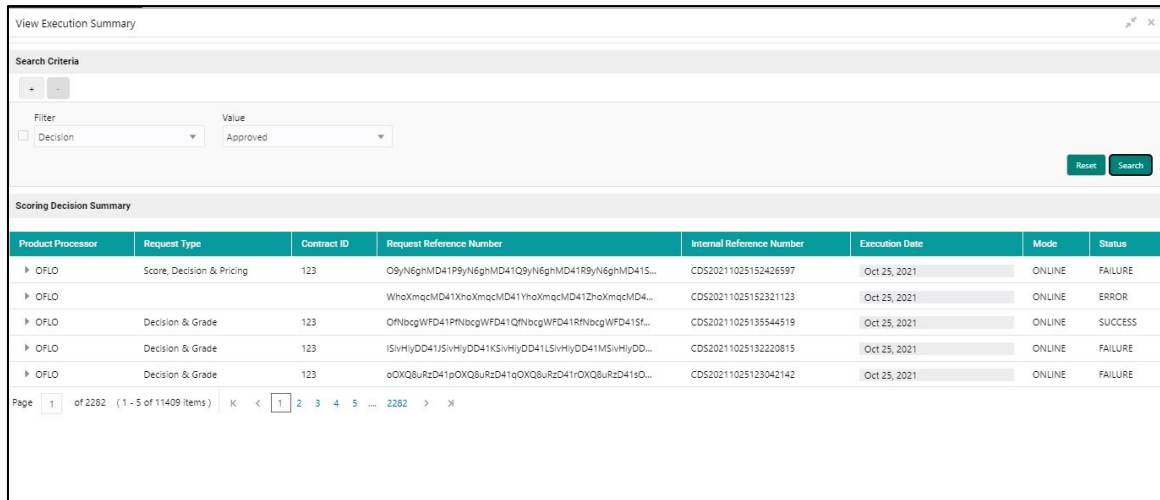 View Execution Summary
Search Criteria
+ -
Filter Value
Decision Approved
Reset Search
Scoring Decision Summary
Product Processor Request Type Contract ID Request Reference Number Internal Reference Number Execution Date Mode Status
OFLO Score, Decision & Pricing 123 O9yN6ghMD41P9yN6ghMD41Q9yN6ghMD41R9yN6ghMD41S... CDS20211025152426597 Oct 25, 2021 ONLINE FAILURE
OFLO WhoXmqcMD41XhoXmqcMD41YhoXmqcMD41ZhoXmqcMD4... CDS20211025152321123 Oct 25, 2021 ONLINE ERROR
OFLO Decision & Grade 123 OfNbcgWFD41PfNbcgWFD41QfNbcgWFD41RfNbcgWFD41Sf... CDS20211025135544519 Oct 25, 2021 ONLINE SUCCESS
OFLO Decision & Grade 123 ISivHiyDD41JSivHiyDD41KSivHiyDD41LSivHiyDD41MSivHiyDD... CDS20211025132220815 Oct 25, 2021 ONLINE FAILURE
OFLO Decision & Grade 123 oOXQ8uRzD41pOXQ8uRzD41qOXQ8uRzD41rOXQ8uRzD41sO... CDS20211025123042142 Oct 25, 2021 ONLINE FAILURE
Page 1 of 2282 (1 - 5 of 11409 items) K < 1 2 3 4 5 .... 2282 > >|